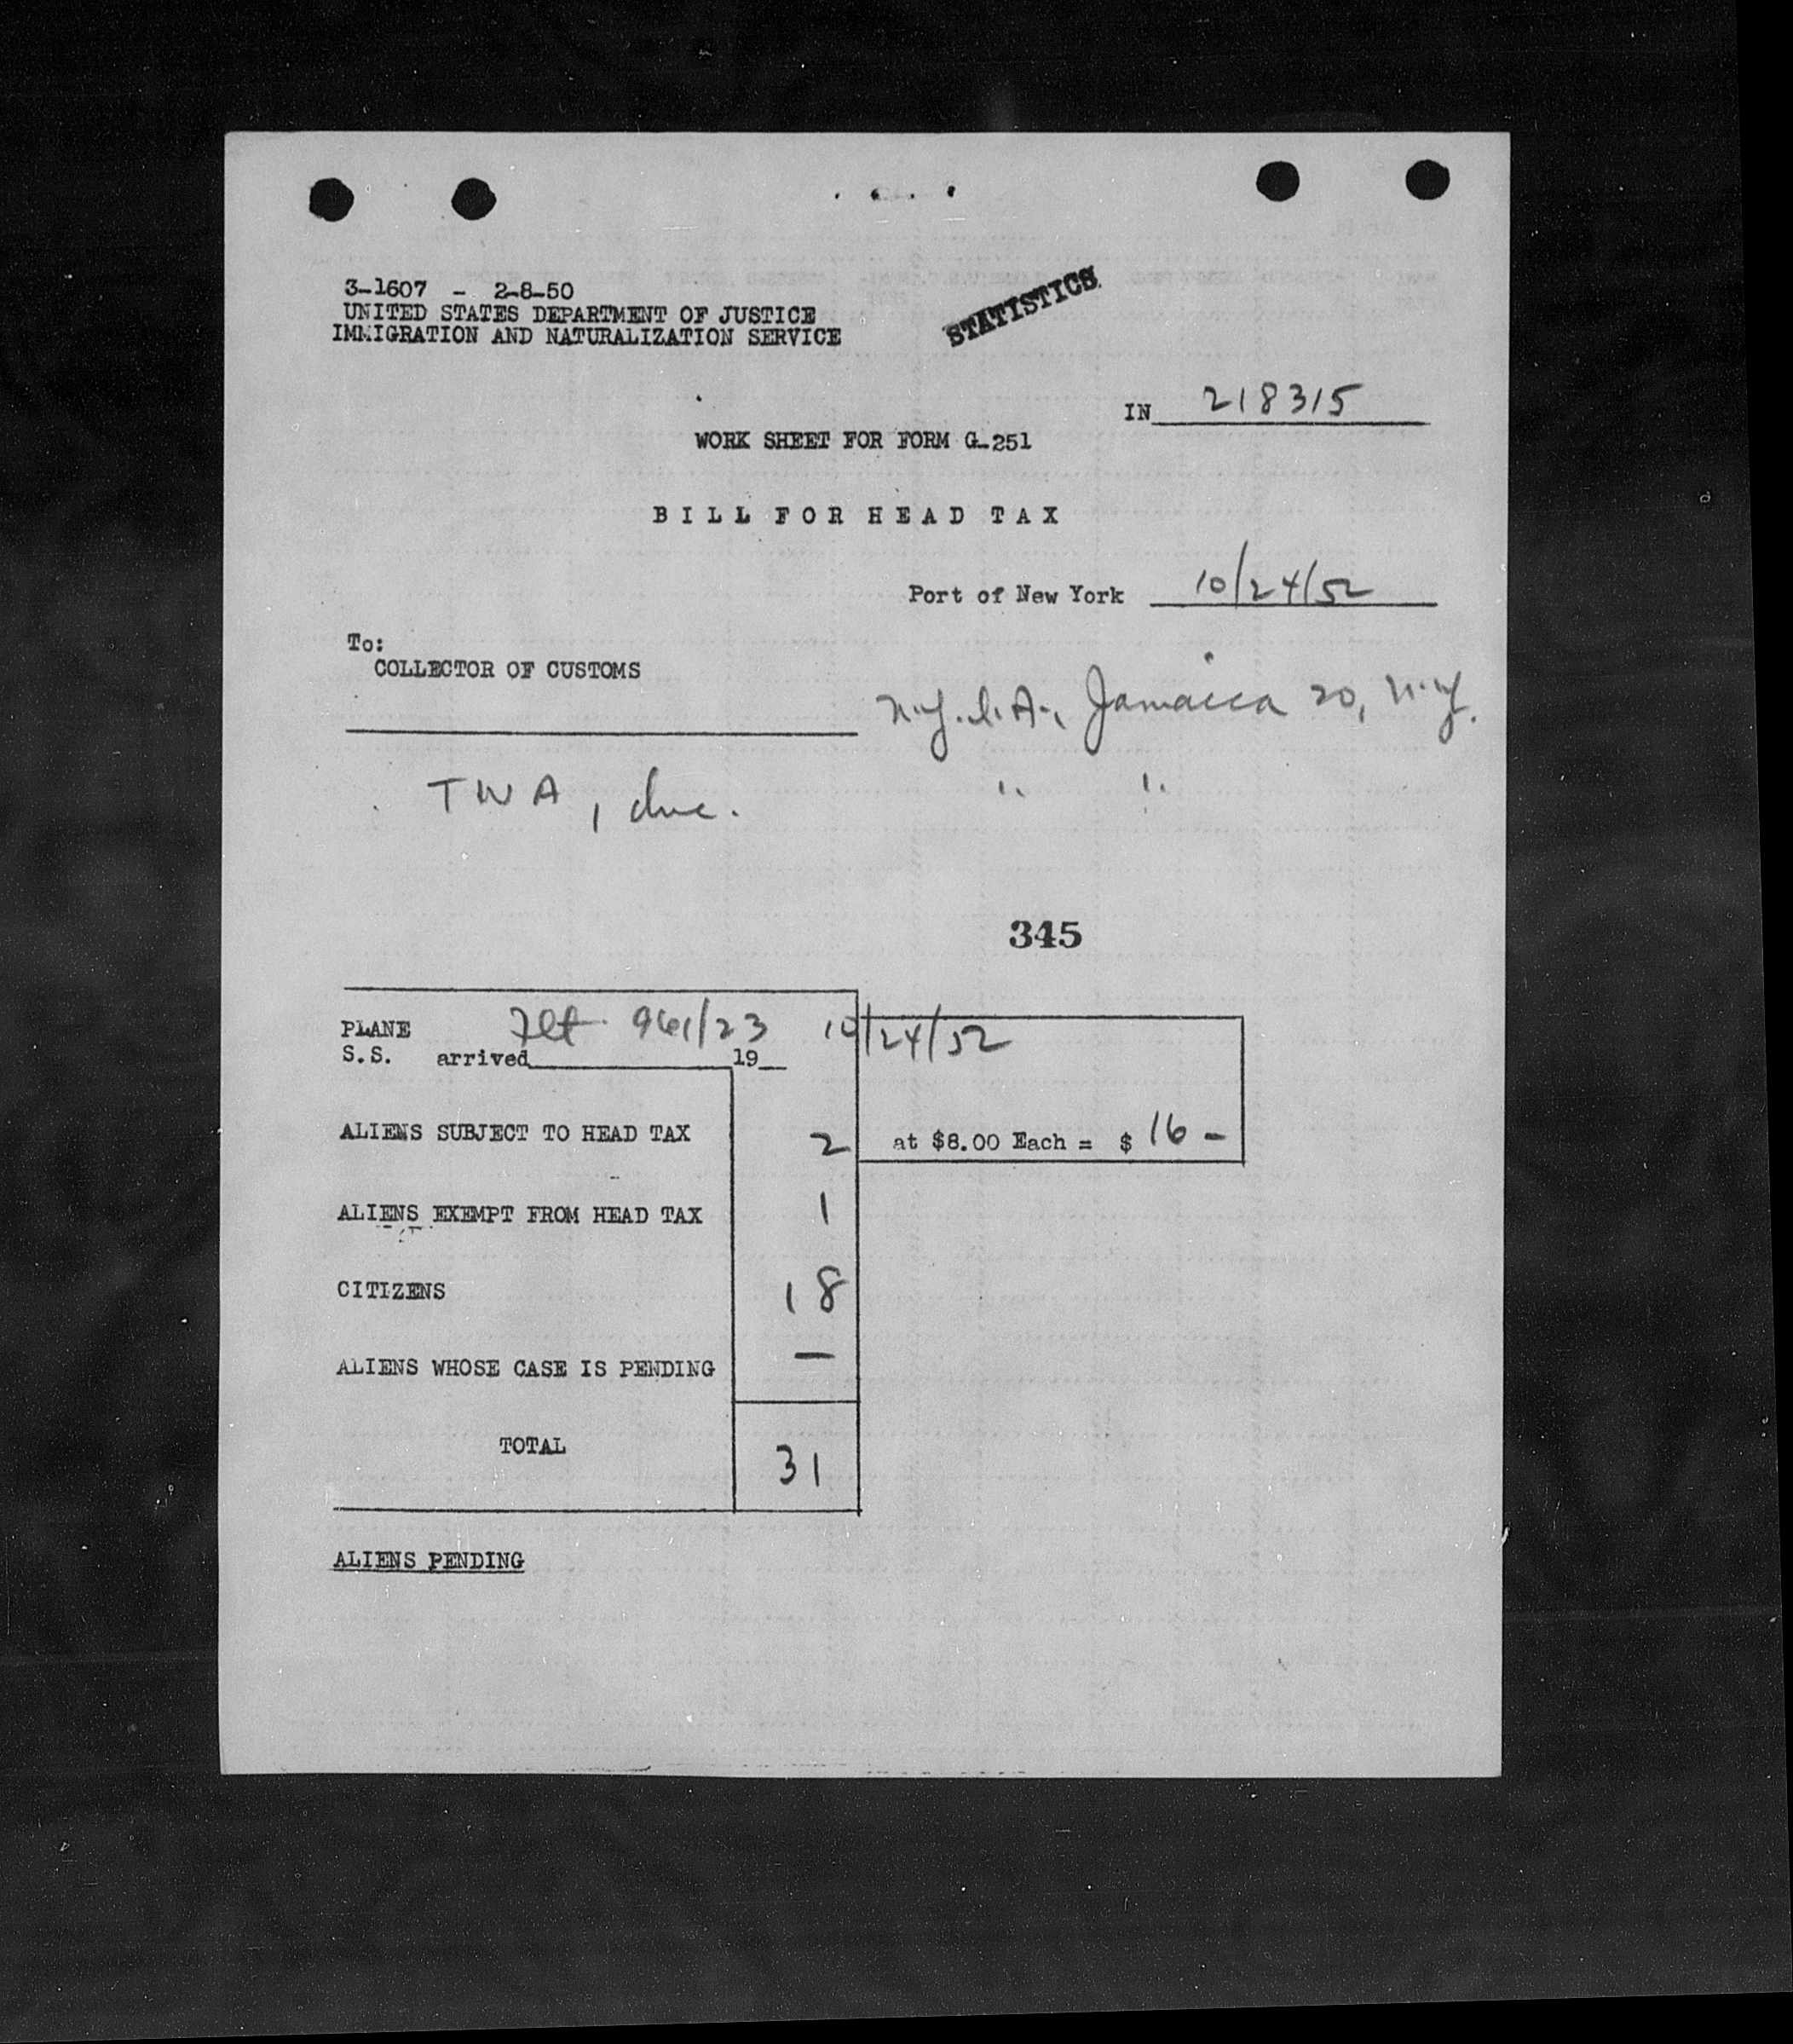 3-1607 - 2-8-50
UNITED STATES DEPARTMENT OF JUSTICE
IMMIGRATION AND NATURALIZATION SERVICE
STATISTICS
IN 218315
WORK SHEET FOR FORM G-251
BILL FOR HEAD TAX
Port of New York 10/24/52
To:
COLLECTOR OF CUSTOMS
N.Y.I.A., Jamaica 20, N.Y.
TWA, Inc. " "
345
PLANE Flt. 961/23 10/24/52
S.S. arrived 19
ALIENS SUBJECT TO HEAD TAX 2 at $8.00 Each = $ 16 -
ALIENS EXEMPT FROM HEAD TAX 1
CITIZENS 18
ALIENS WHOSE CASE IS PENDING —
TOTAL 31
ALIENS PENDING